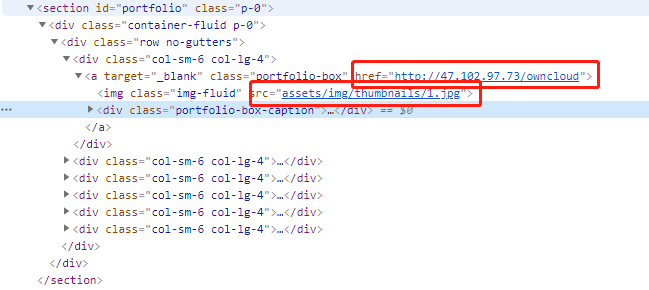 ▼<section id="portfolio" class="p-0">
▼<div class="container-fluid p-0">
▼<div class="row no-gutters">
▼<div class="col-sm-6 col-lg-4">
▼<a target="_blank" class="portfolio-box" href="http://47.102.97.73/owncloud">
<img class="img-fluid" src="assets/img/thumbnails/1.jpg">
… ▶<div class="portfolio-box-caption">…</div> == $0
</a>
</div>
▶<div class="col-sm-6 col-lg-4">…</div>
▶<div class="col-sm-6 col-lg-4">…</div>
▶<div class="col-sm-6 col-lg-4">…</div>
▶<div class="col-sm-6 col-lg-4">…</div>
▶<div class="col-sm-6 col-lg-4">…</div>
</div>
</div>
</section>